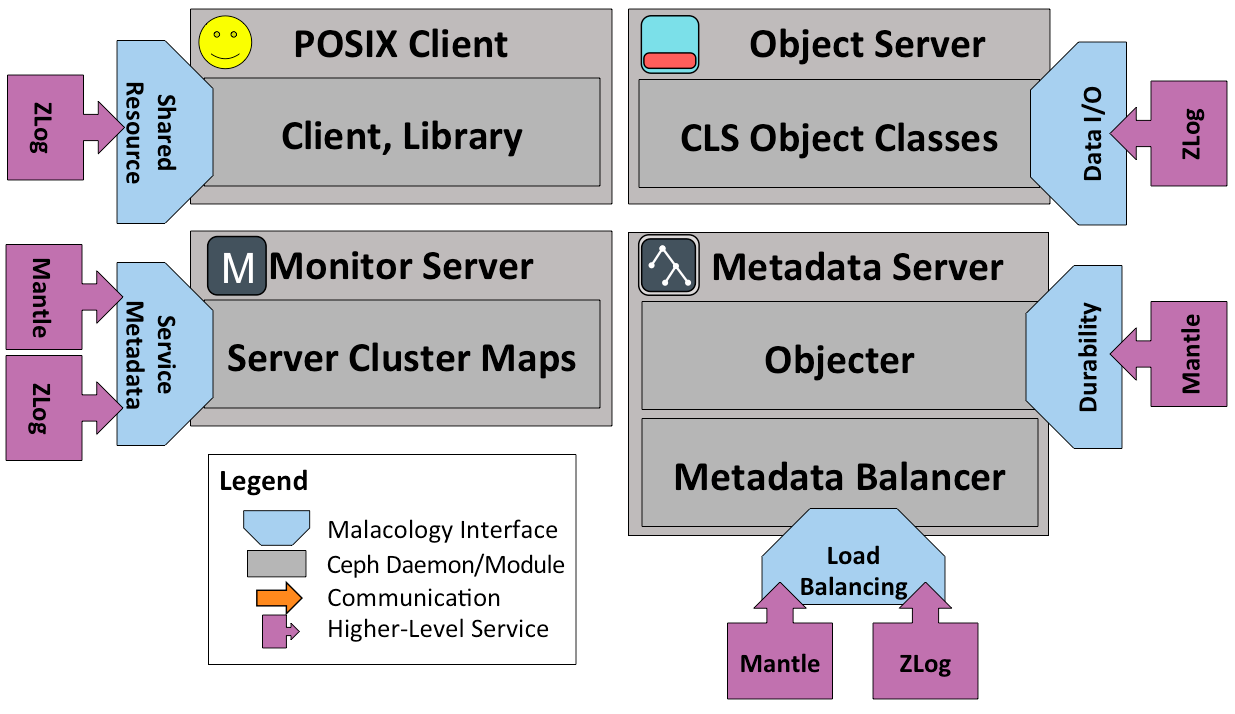 POSIX Client
Client, Library
Shared
Resource
ZLog
Object Server
CLS Object Classes
Data I/O
ZLog
M
Monitor Server
Server Cluster Maps
Service
Metadata
Mantle
ZLog
Metadata Server
Objecter
Durability
Mantle
Metadata Balancer
Load
Balancing
Mantle
ZLog
Legend
Malacology Interface
Ceph Daemon/Module
Communication
Higher-Level Service